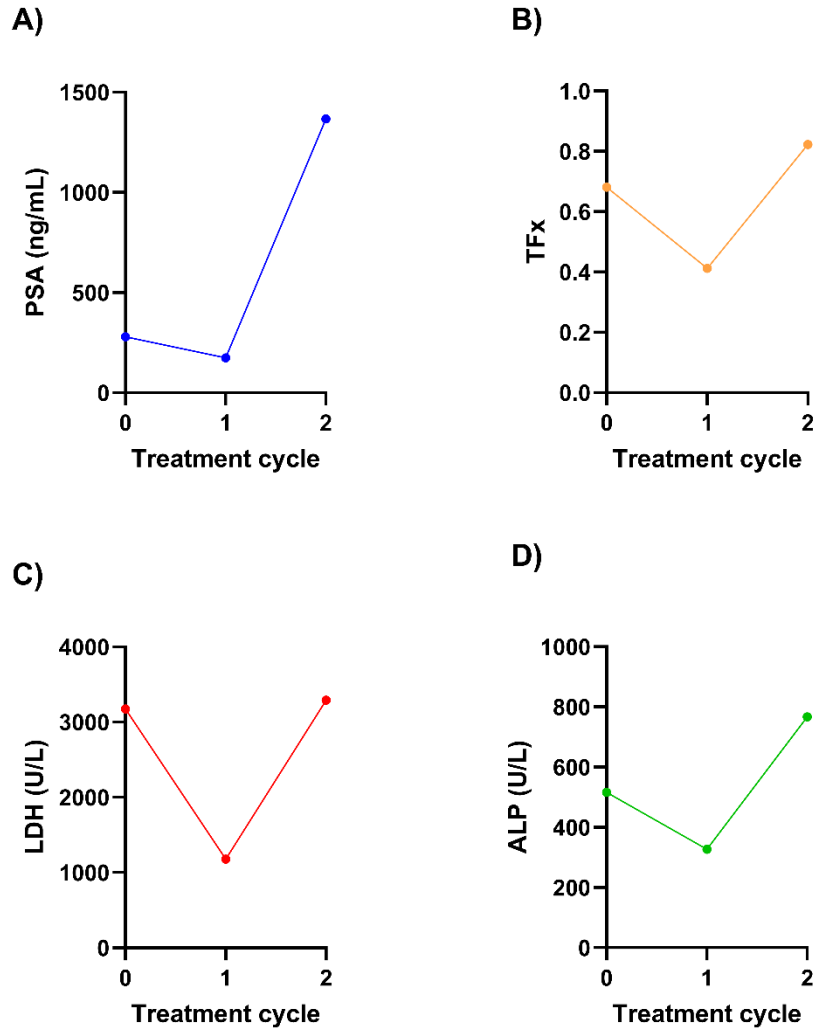 A)
PSA (ng/mL)
1500
1000
500
0
0 1 2
Treatment cycle
B)
TFx
1.0
0.8
0.6
0.4
0.2
0.0
0 1 2
Treatment cycle
C)
LDH (U/L)
4000
3000
2000
1000
0
0 1 2
Treatment cycle
D)
ALP (U/L)
1000
800
600
400
200
0
0 1 2
Treatment cycle